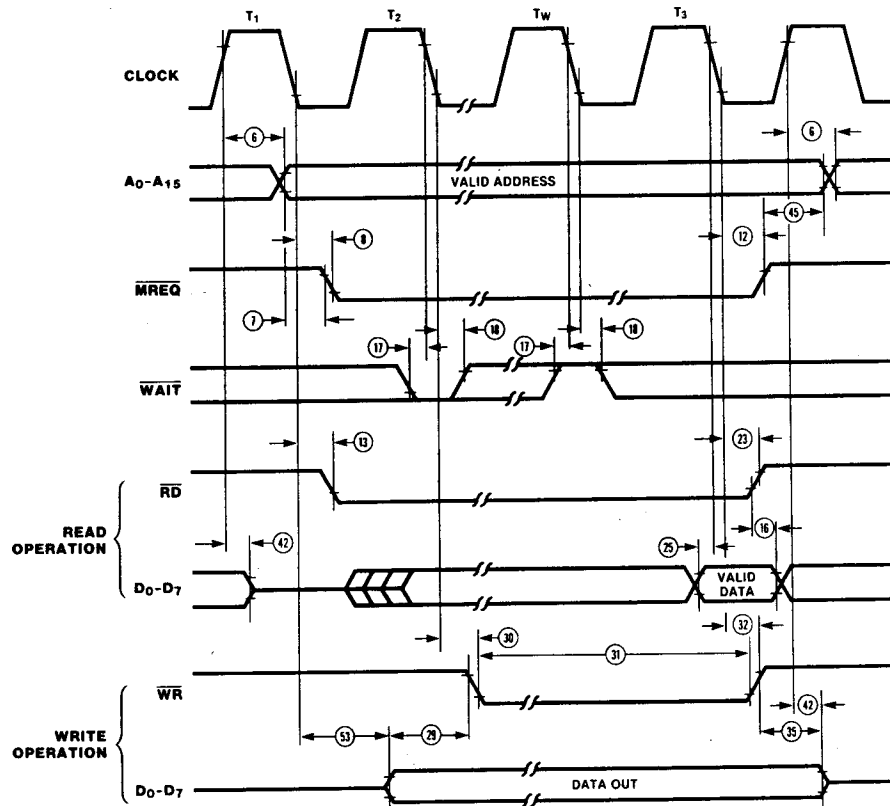 T1 T2 TW T3
CLOCK
6 6
A0-A15 VALID ADDRESS
45
8 12
MREQ
7
18 18
17 17
WAIT
13 23
RD
READ OPERATION
16
42 25
D0-D7 VALID DATA
32
30
31
WR
42
WRITE OPERATION
53 29 35
D0-D7 DATA OUT